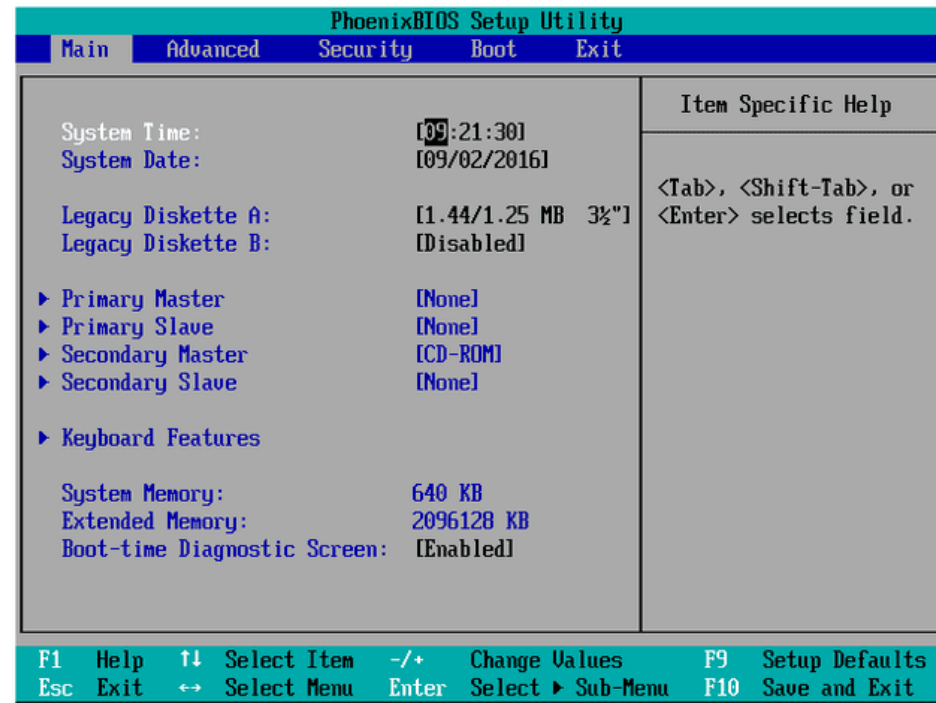 PhoenixBIOS Setup Utility
Main Advanced Security Boot Exit
Item Specific Help
System Time: [09:21:30]
System Date: [09/02/2016]
<Tab>, <Shift-Tab>, or
<Enter> selects field.
Legacy Diskette A: [1.44/1.25 MB 3½"]
Legacy Diskette B: [Disabled]
Primary Master [None]
Primary Slave [None]
Secondary Master [CD-ROM]
Secondary Slave [None]
Keyboard Features
System Memory: 640 KB
Extended Memory: 2096128 KB
Boot-time Diagnostic Screen: [Enabled]
F1 Help ↑↓ Select Item -/+ Change Values F9 Setup Defaults
Esc Exit ↔ Select Menu Enter Select ▶ Sub-Menu F10 Save and Exit